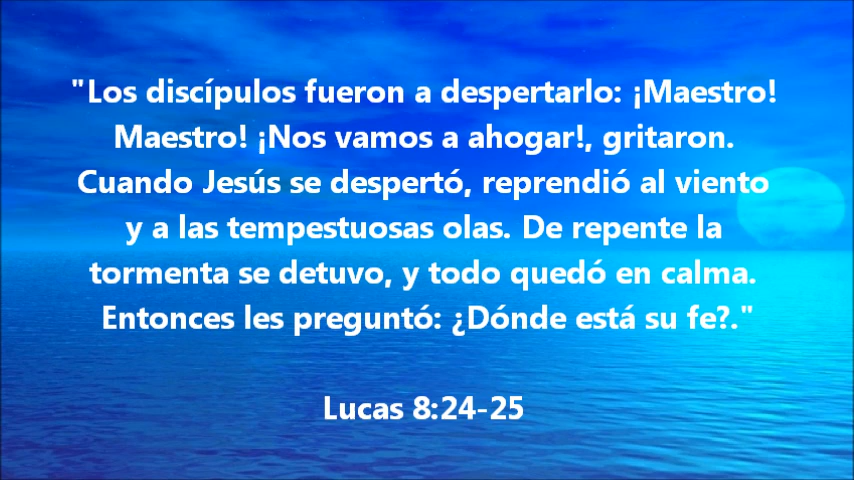 "Los discípulos fueron a despertarlo: ¡Maestro!
Maestro! ¡Nos vamos a ahogar!, gritaron.
Cuando Jesús se despertó, reprendió al viento
y a las tempestuosas olas. De repente la
tormenta se detuvo, y todo quedó en calma.
Entonces les preguntó: ¿Dónde está su fe?."
Lucas 8:24-25